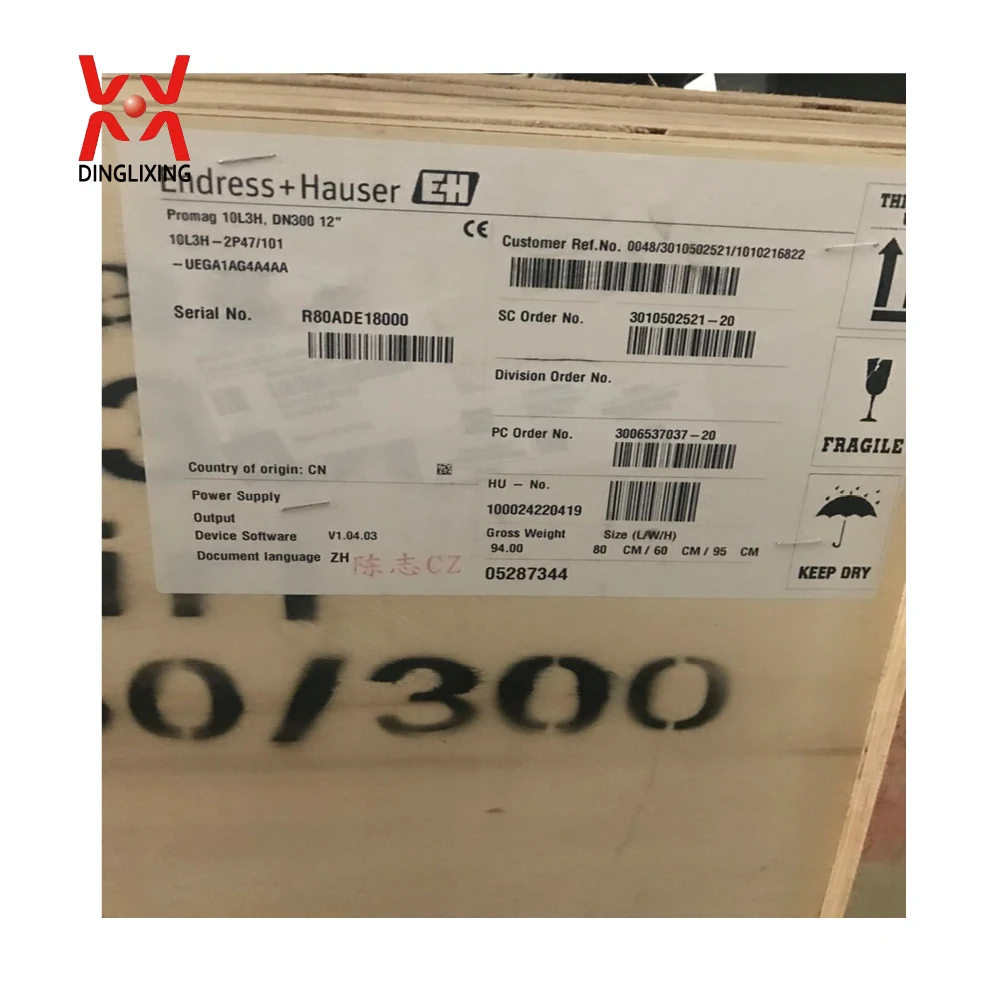 DINGLIXING
Endress+Hauser EH
Promag 10L3H, DN300 12"
10L3H-2P47/101
-UEGA1AG4A4AA
Serial No. R80ADE18000
Country of origin: CN
Power Supply
Output
Device Software V1.04.03
Document language ZH
陈志CZ
CE
Customer Ref.No. 0048/3010502521/1010216822
SC Order No. 3010502521-20
Division Order No.
PC Order No. 3006537037-20
HU - No.
100024220419
Gross Weight Size (L/W/H)
94.00 80 CM / 60 CM / 95 CM
05287344
FRAGILE
KEEP DRY
0/300